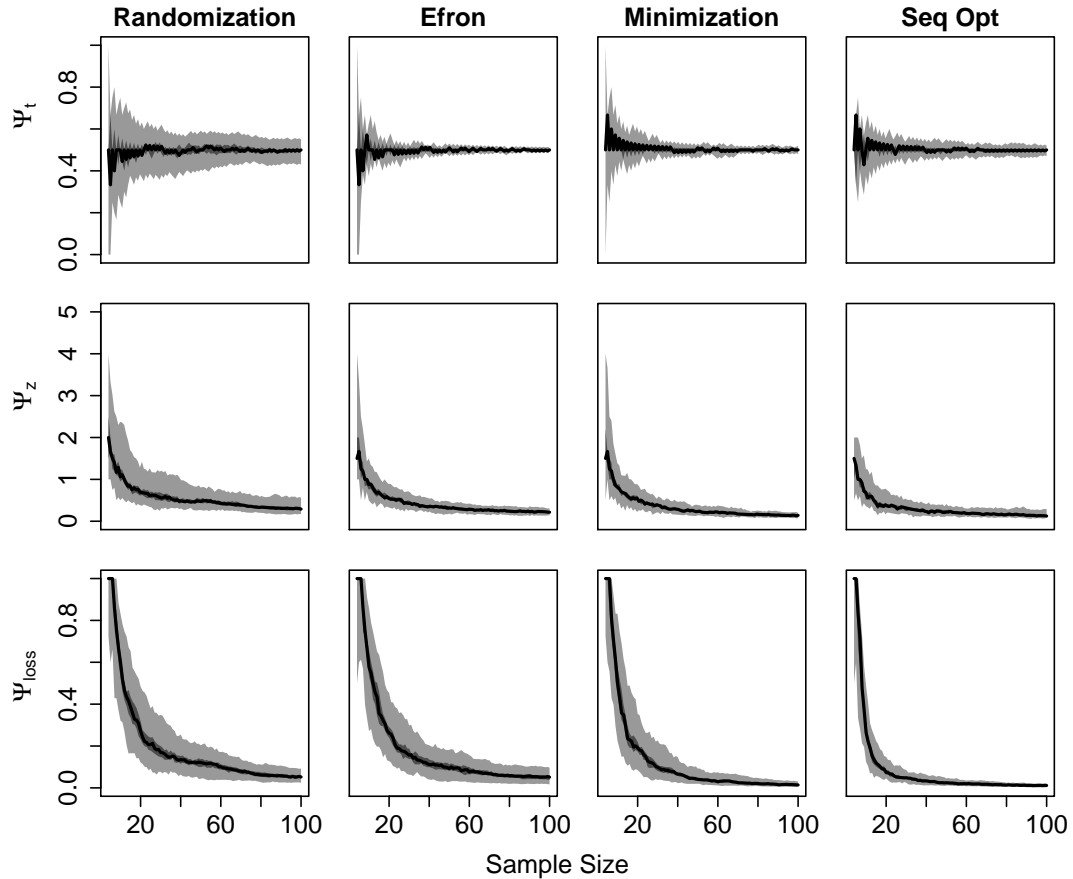 Randomization Efron Minimization Seq Opt
Ψt
0.8
0.4
0.0
Ψz
5
4
3
2
1
0
Ψloss
0.8
0.4
0.0
20 60 100 20 60 100 20 60 100 20 60 100
Sample Size